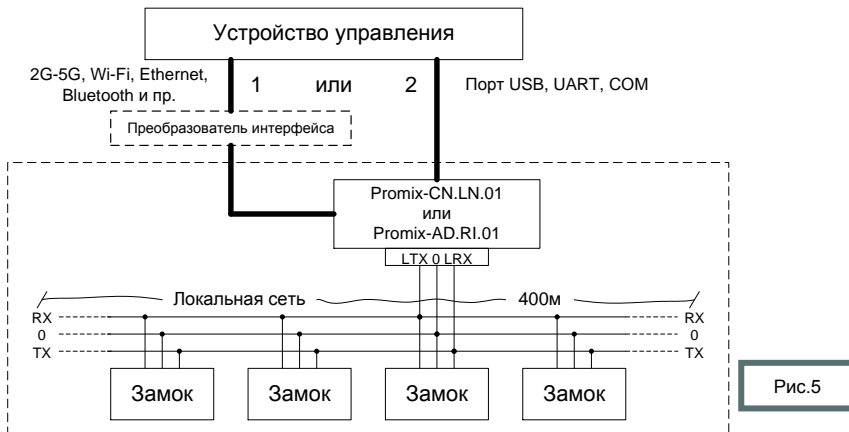 Устройство управления
2G-5G, Wi-Fi, Ethernet,
Bluetooth и пр.
1 или 2
Порт USB, UART, COM
Преобразователь интерфейса
Promix-CN.LN.01
или
Promix-AD.RI.01
LTX 0 LRX
Локальная сеть 400м
RX RX
0 0
TX TX
Замок Замок Замок Замок
Рис.5